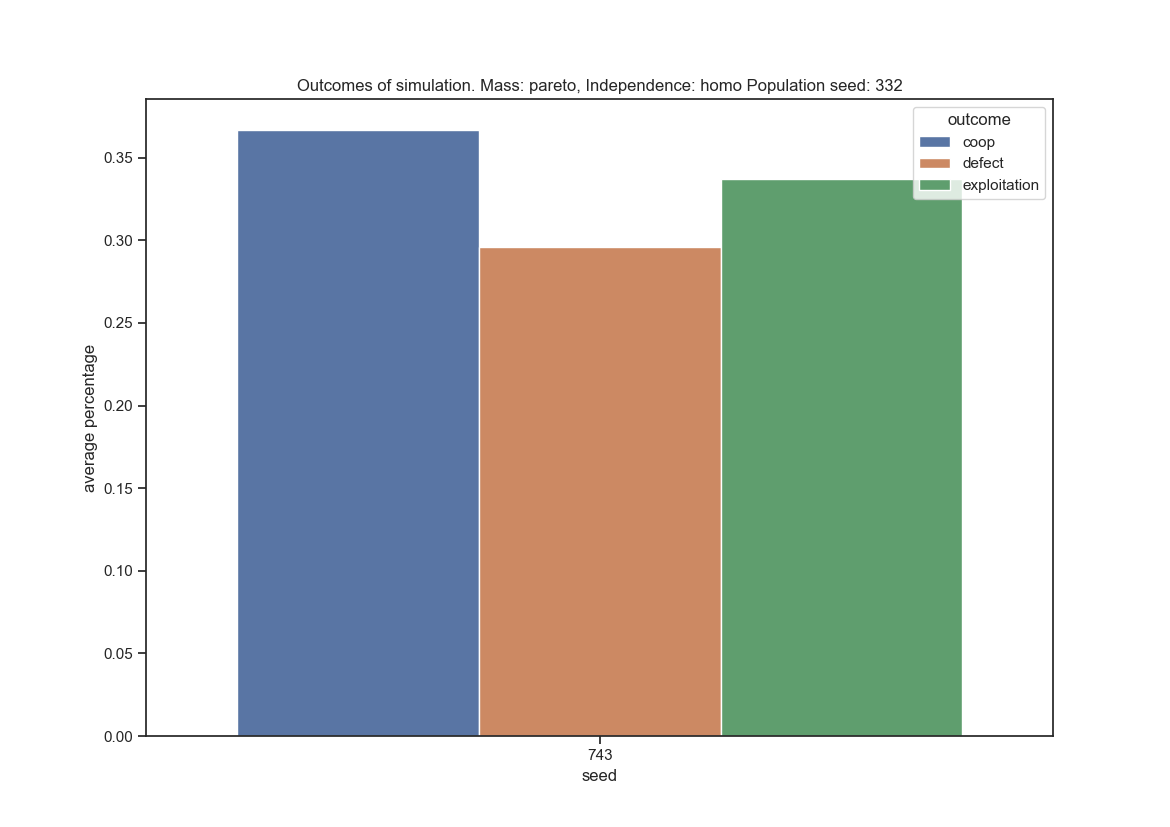 Outcomes of simulation. Mass: pareto, Independence: homo Population seed: 332
outcome
coop
defect
exploitation
average percentage
0.35
0.30
0.25
0.20
0.15
0.10
0.05
0.00
743
seed